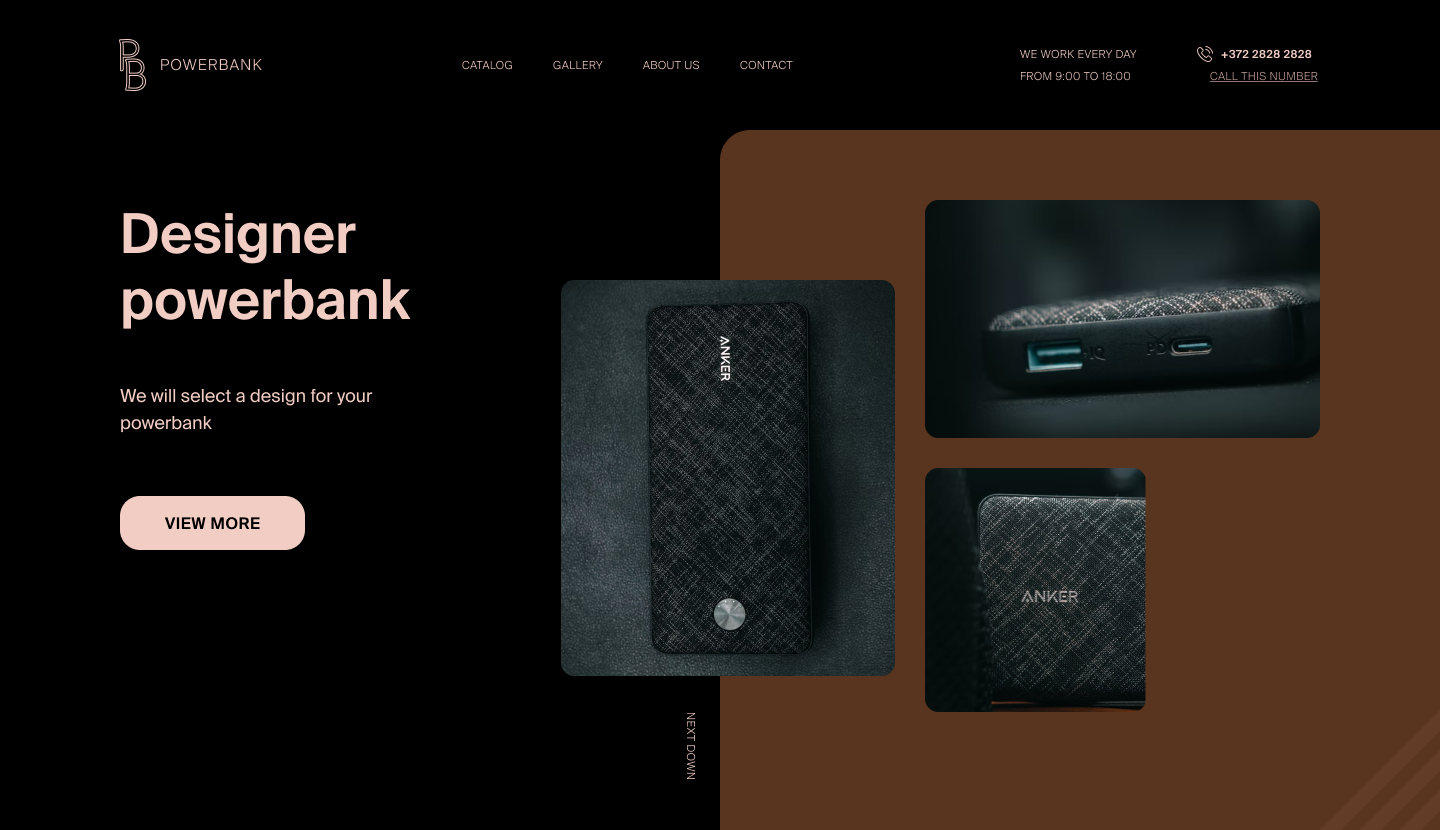 PB
POWERBANK
CATALOG
GALLERY
ABOUT US
CONTACT
WE WORK EVERY DAY
FROM 9:00 TO 18:00
+372 2828 2828
CALL THIS NUMBER
Designer
powerbank
We will select a design for your
powerbank
VIEW MORE
ANKER
IQ
PD
ANKER
NEXT DOWN